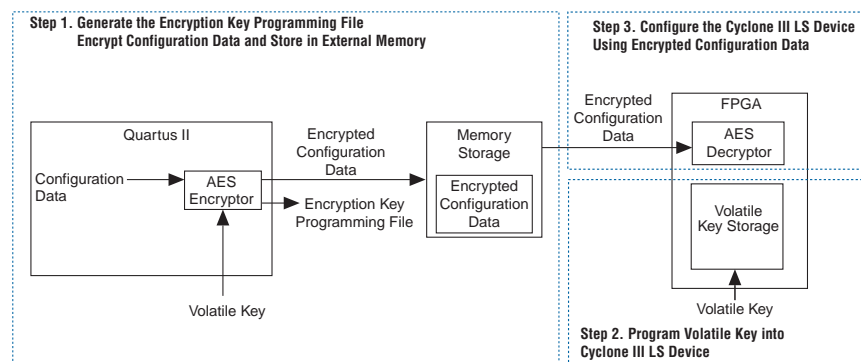 Step 1. Generate the Encryption Key Programming File
Encrypt Configuration Data and Store in External Memory
Quartus II
Configuration
Data
AES
Encryptor
Volatile Key
Encrypted
Configuration
Data
Encryption Key
Programming File
Memory
Storage
Encrypted
Configuration
Data
Step 3. Configure the Cyclone III LS Device
Using Encrypted Configuration Data
Encrypted
Configuration
Data
FPGA
AES
Decryptor
Volatile
Key Storage
Volatile Key
Step 2. Program Volatile Key into
Cyclone III LS Device